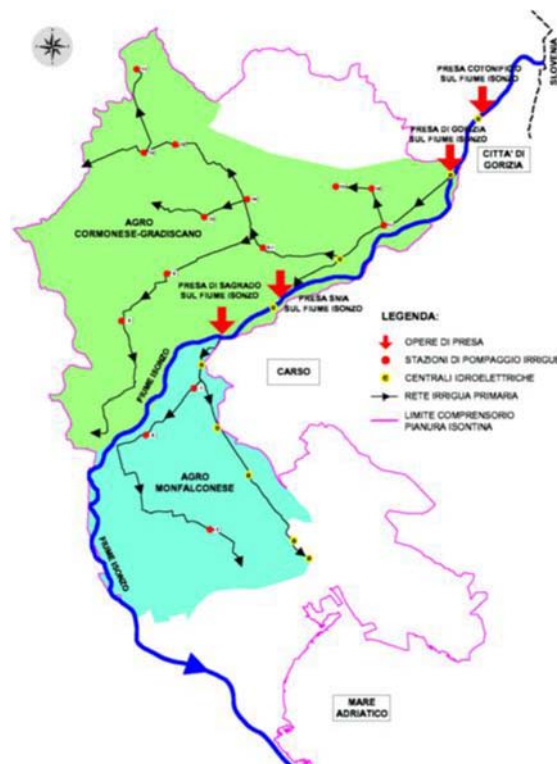 PRESA COTONIFICIO
SUL FIUME ISONZO
SLOVENIA
PRESA DI GORIZIA
SUL FIUME ISONZO
CITTA' DI
GORIZIA
AGRO
CORMONESE-GRADISCANO
PRESA DI SAGRADO
SUL FIUME ISONZO
PRESA SNIA
SUL FIUME ISONZO
FIUME ISONZO
CARSO
LEGENDA:
OPERE DI PRESA
STAZIONI DI POMPAGGIO IRRIGUE
CENTRALI IDROELETTRICHE
RETE IRRIGUA PRIMARIA
LIMITE COMPRENSORIO
PIANURA ISONTINA
AGRO
MONFALCONESE
FIUME ISONZO
MARE
ADRIATICO